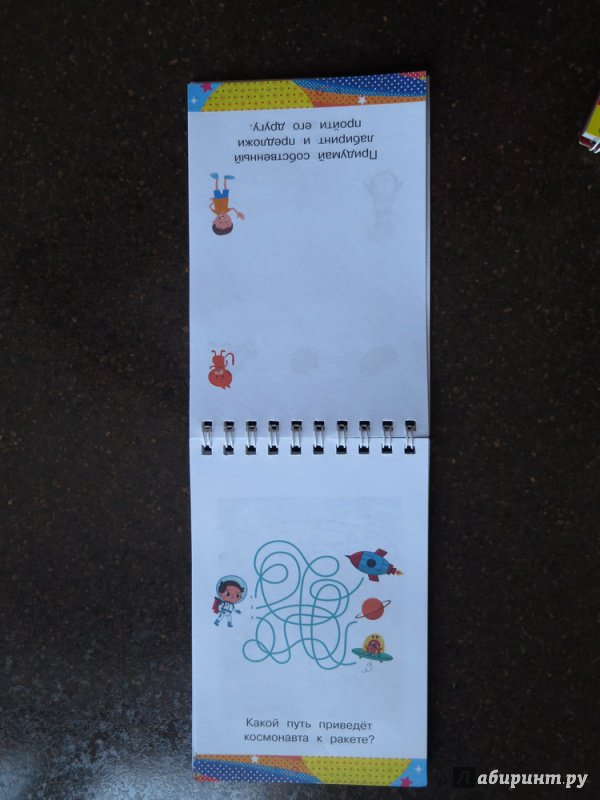 Придумай собственный
лабиринт и предложи
пройти его другу.
Какой путь приведёт
космонавта к ракете?
Лабиринт.ру